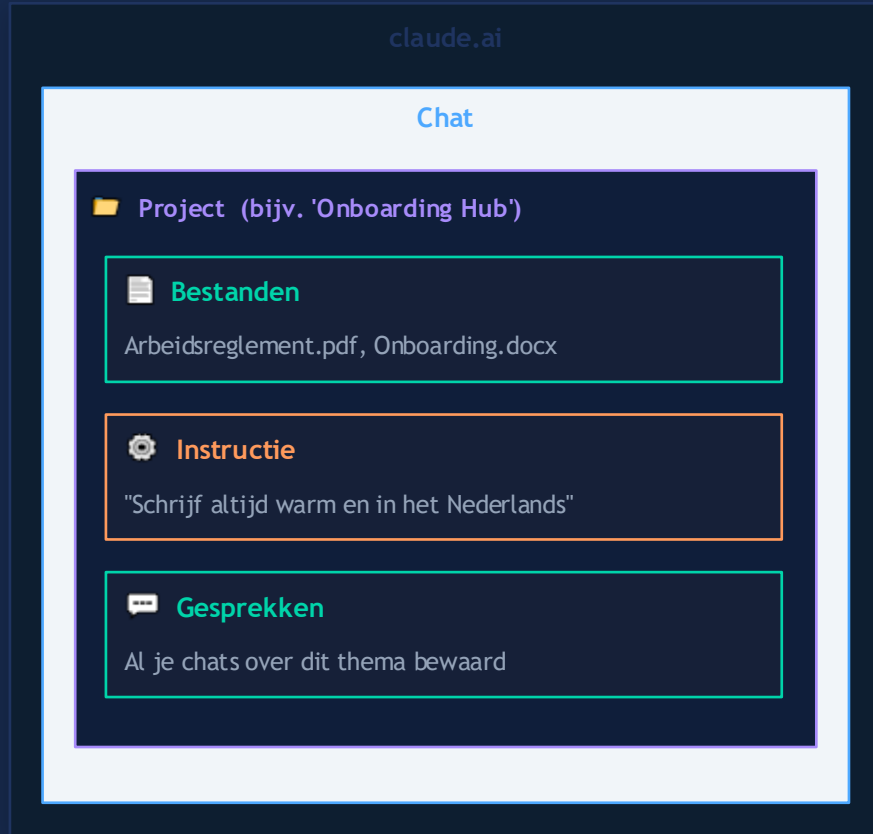 claude.ai
Chat
Project (bijv. 'Onboarding Hub')
Bestanden
Arbeidsreglement.pdf, Onboarding.docx
Instructie
"Schrijf altijd warm en in het Nederlands"
Gesprekken
Al je chats over dit thema bewaard